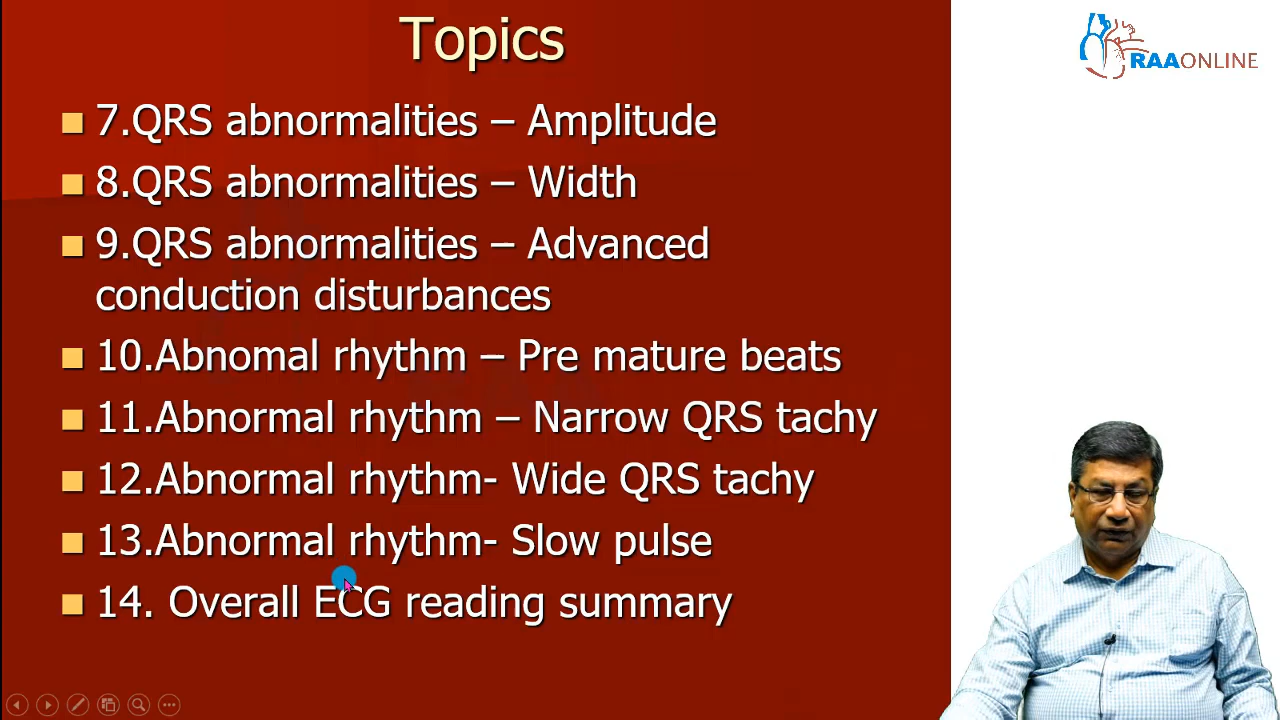 Topics
RAAONLINE
7.QRS abnormalities – Amplitude
8.QRS abnormalities – Width
9.QRS abnormalities – Advanced
conduction disturbances
10.Abnomal rhythm – Pre mature beats
11.Abnormal rhythm – Narrow QRS tachy
12.Abnormal rhythm- Wide QRS tachy
13.Abnormal rhythm- Slow pulse
14. Overall ECG reading summary